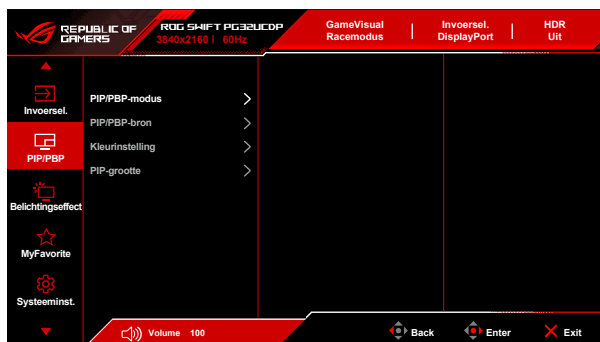 REPUBLIC OF
GAMERS
ROG SWIFT PG32UCDP
3840x2160 | 60Hz
GameVisual
Racemodus
Invoersel.
DisplayPort
HDR
Uit
Invoersel.
PIP/PBP
Belichtingseffect
MyFavorite
Systeeminst.
PIP/PBP-modus
PIP/PBP-bron
Kleurinstelling
PIP-grootte
Volume 100
Back
Enter
Exit